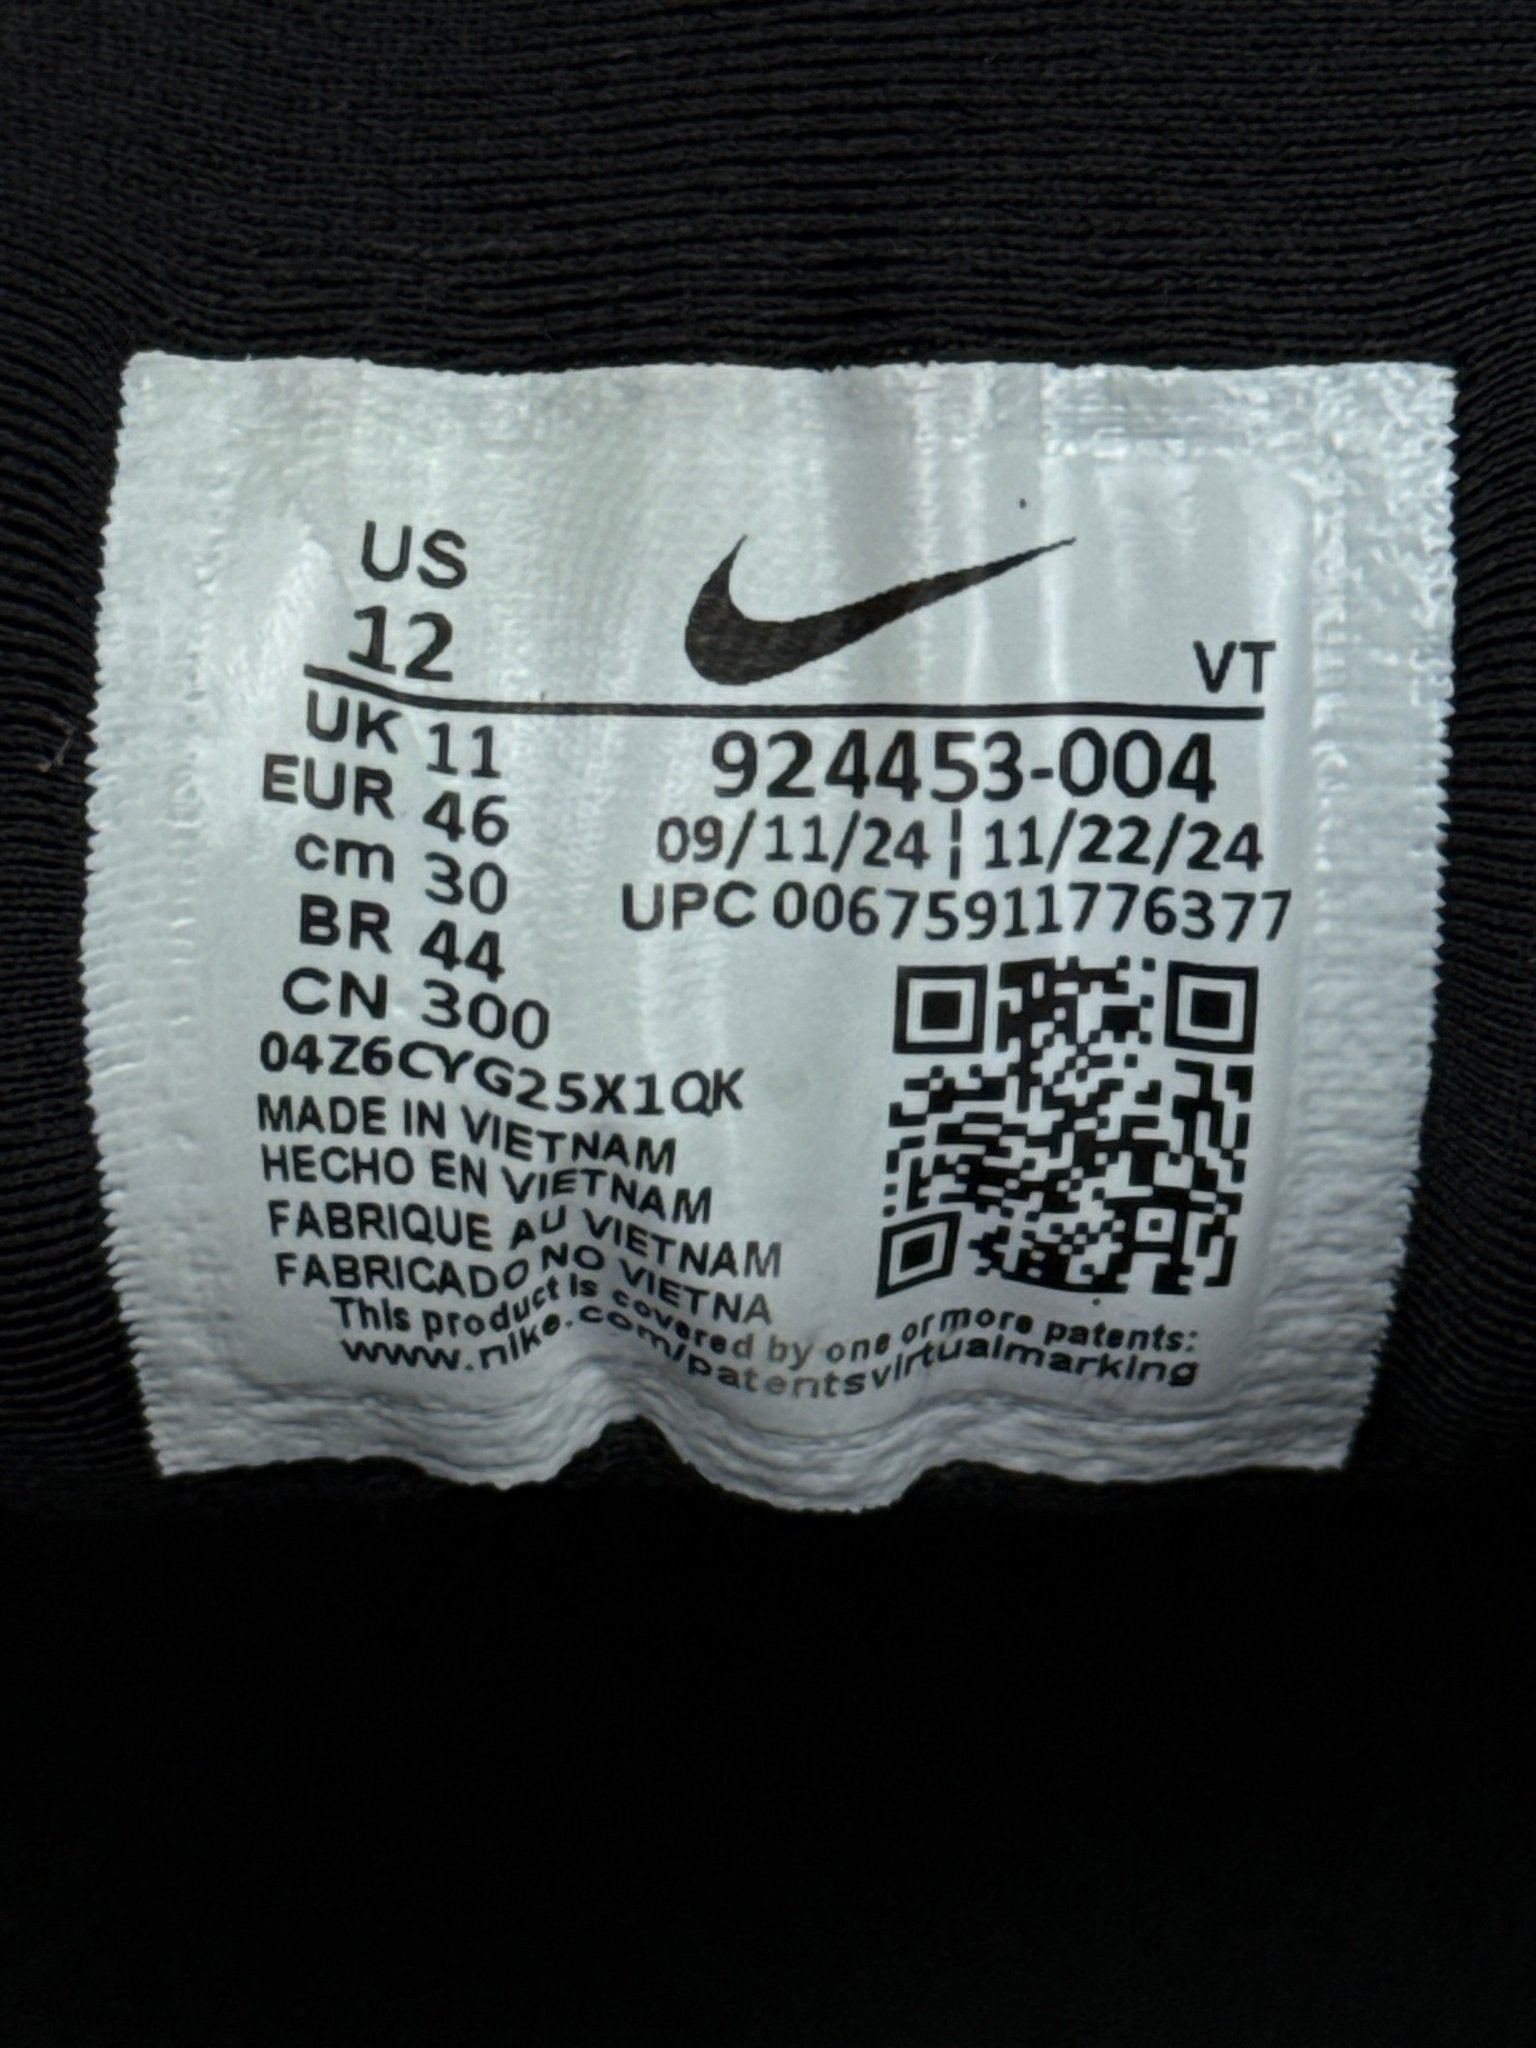 US
12
VT
UK 11
EUR 46
cm 30
BR 44
CN 300
924453-004
09/11/24 ¦ 11/22/24
UPC 00675911776377
04Z6CYG25X1QK
MADE IN VIETNAM
HECHO EN VIETNAM
FABRIQUE AU VIETNAM
FABRICADO NO VIETNA
This product is covered by one or more patents:
www.nike.com/patentsvirtualmarking